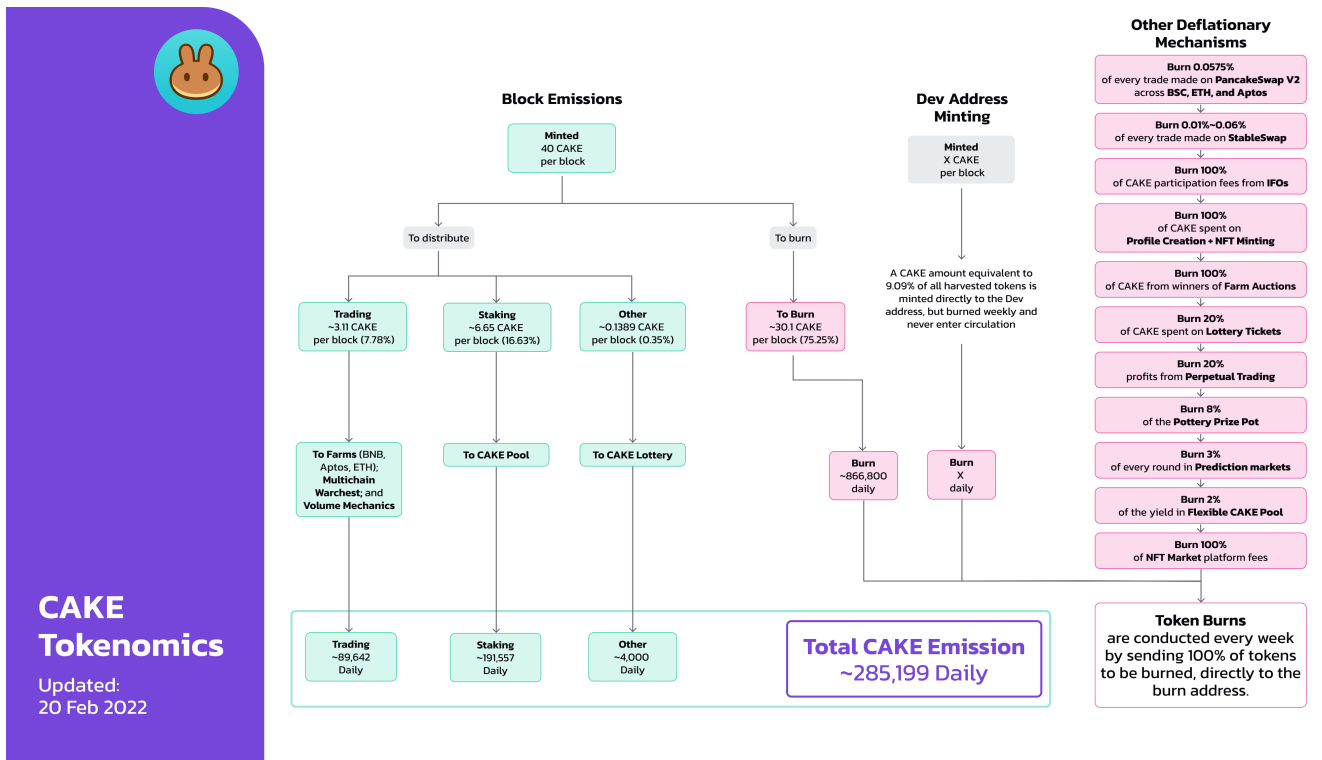 CAKE
Tokenomics
Updated:
20 Feb 2022
Block Emissions
Minted
40 CAKE
per block
To distribute
To burn
Trading
~3.11 CAKE
per block (7.78%)
Staking
~6.65 CAKE
per block (16.63%)
Other
~0.1389 CAKE
per block (0.35%)
To Burn
~30.1 CAKE
per block (75.25%)
To Farms (BNB,
Aptos, ETH);
Multichain
Warchest; and
Volume Mechanics
To CAKE Pool
To CAKE Lottery
Burn
~866,800
daily
Trading
~89,642
Daily
Staking
~191,557
Daily
Other
~4,000
Daily
Total CAKE Emission
~285,199 Daily
Dev Address
Minting
Minted
X CAKE
per block
A CAKE amount equivalent to
9.09% of all harvested tokens is
minted directly to the Dev
address, but burned weekly and
never enter circulation
Burn
X
daily
Other Deflationary
Mechanisms
Burn 0.0575%
of every trade made on PancakeSwap V2
across BSC, ETH, and Aptos
Burn 0.01%~0.06%
of every trade made on StableSwap
Burn 100%
of CAKE participation fees from IFOs
Burn 100%
of CAKE spent on
Profile Creation + NFT Minting
Burn 100%
of CAKE from winners of Farm Auctions
Burn 20%
of CAKE spent on Lottery Tickets
Burn 20%
profits from Perpetual Trading
Burn 8%
of the Pottery Prize Pot
Burn 3%
of every round in Prediction markets
Burn 2%
of the yield in Flexible CAKE Pool
Burn 100%
of NFT Market platform fees
Token Burns
are conducted every week
by sending 100% of tokens
to be burned, directly to the
burn address.